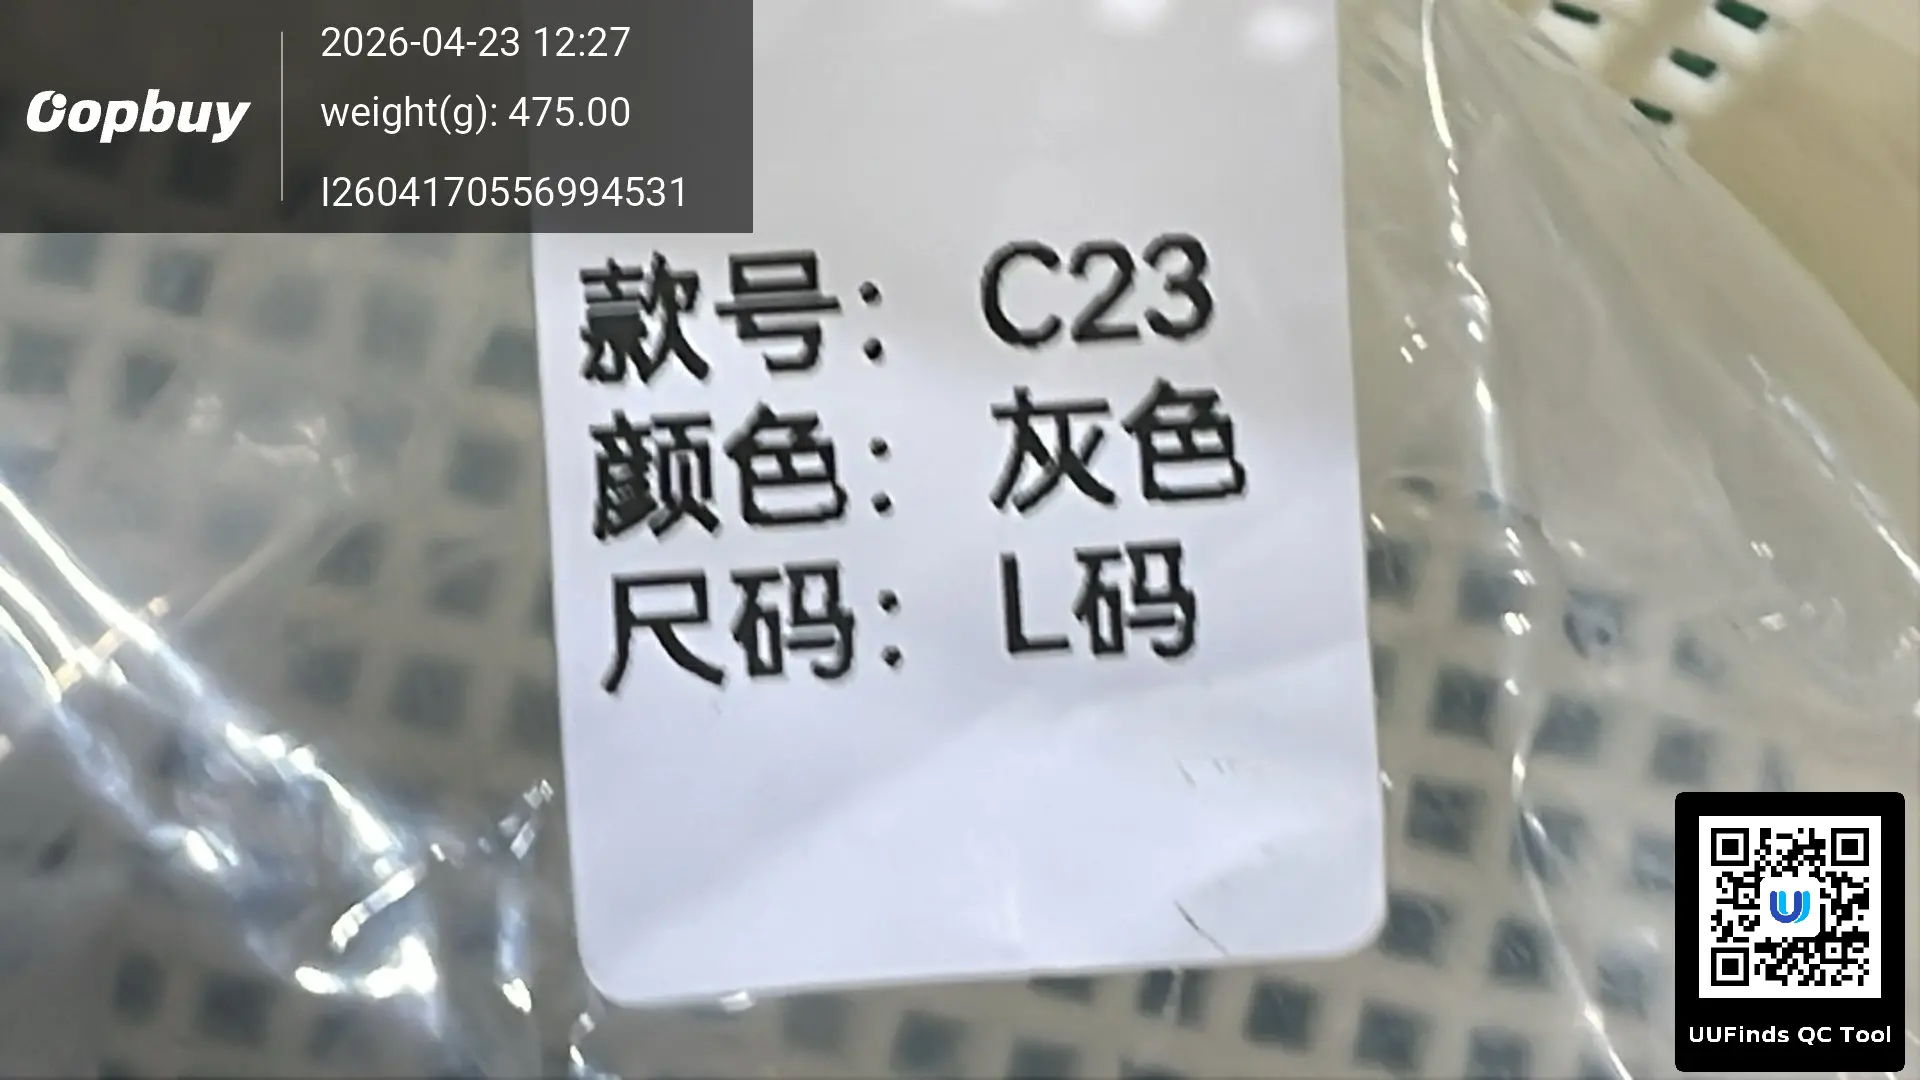 2026-04-23 12:27
Oopbuy
weight(g): 475.00
I2604170556994531
款号： C23
颜色： 灰色
尺码： L码
UUFinds QC Tool